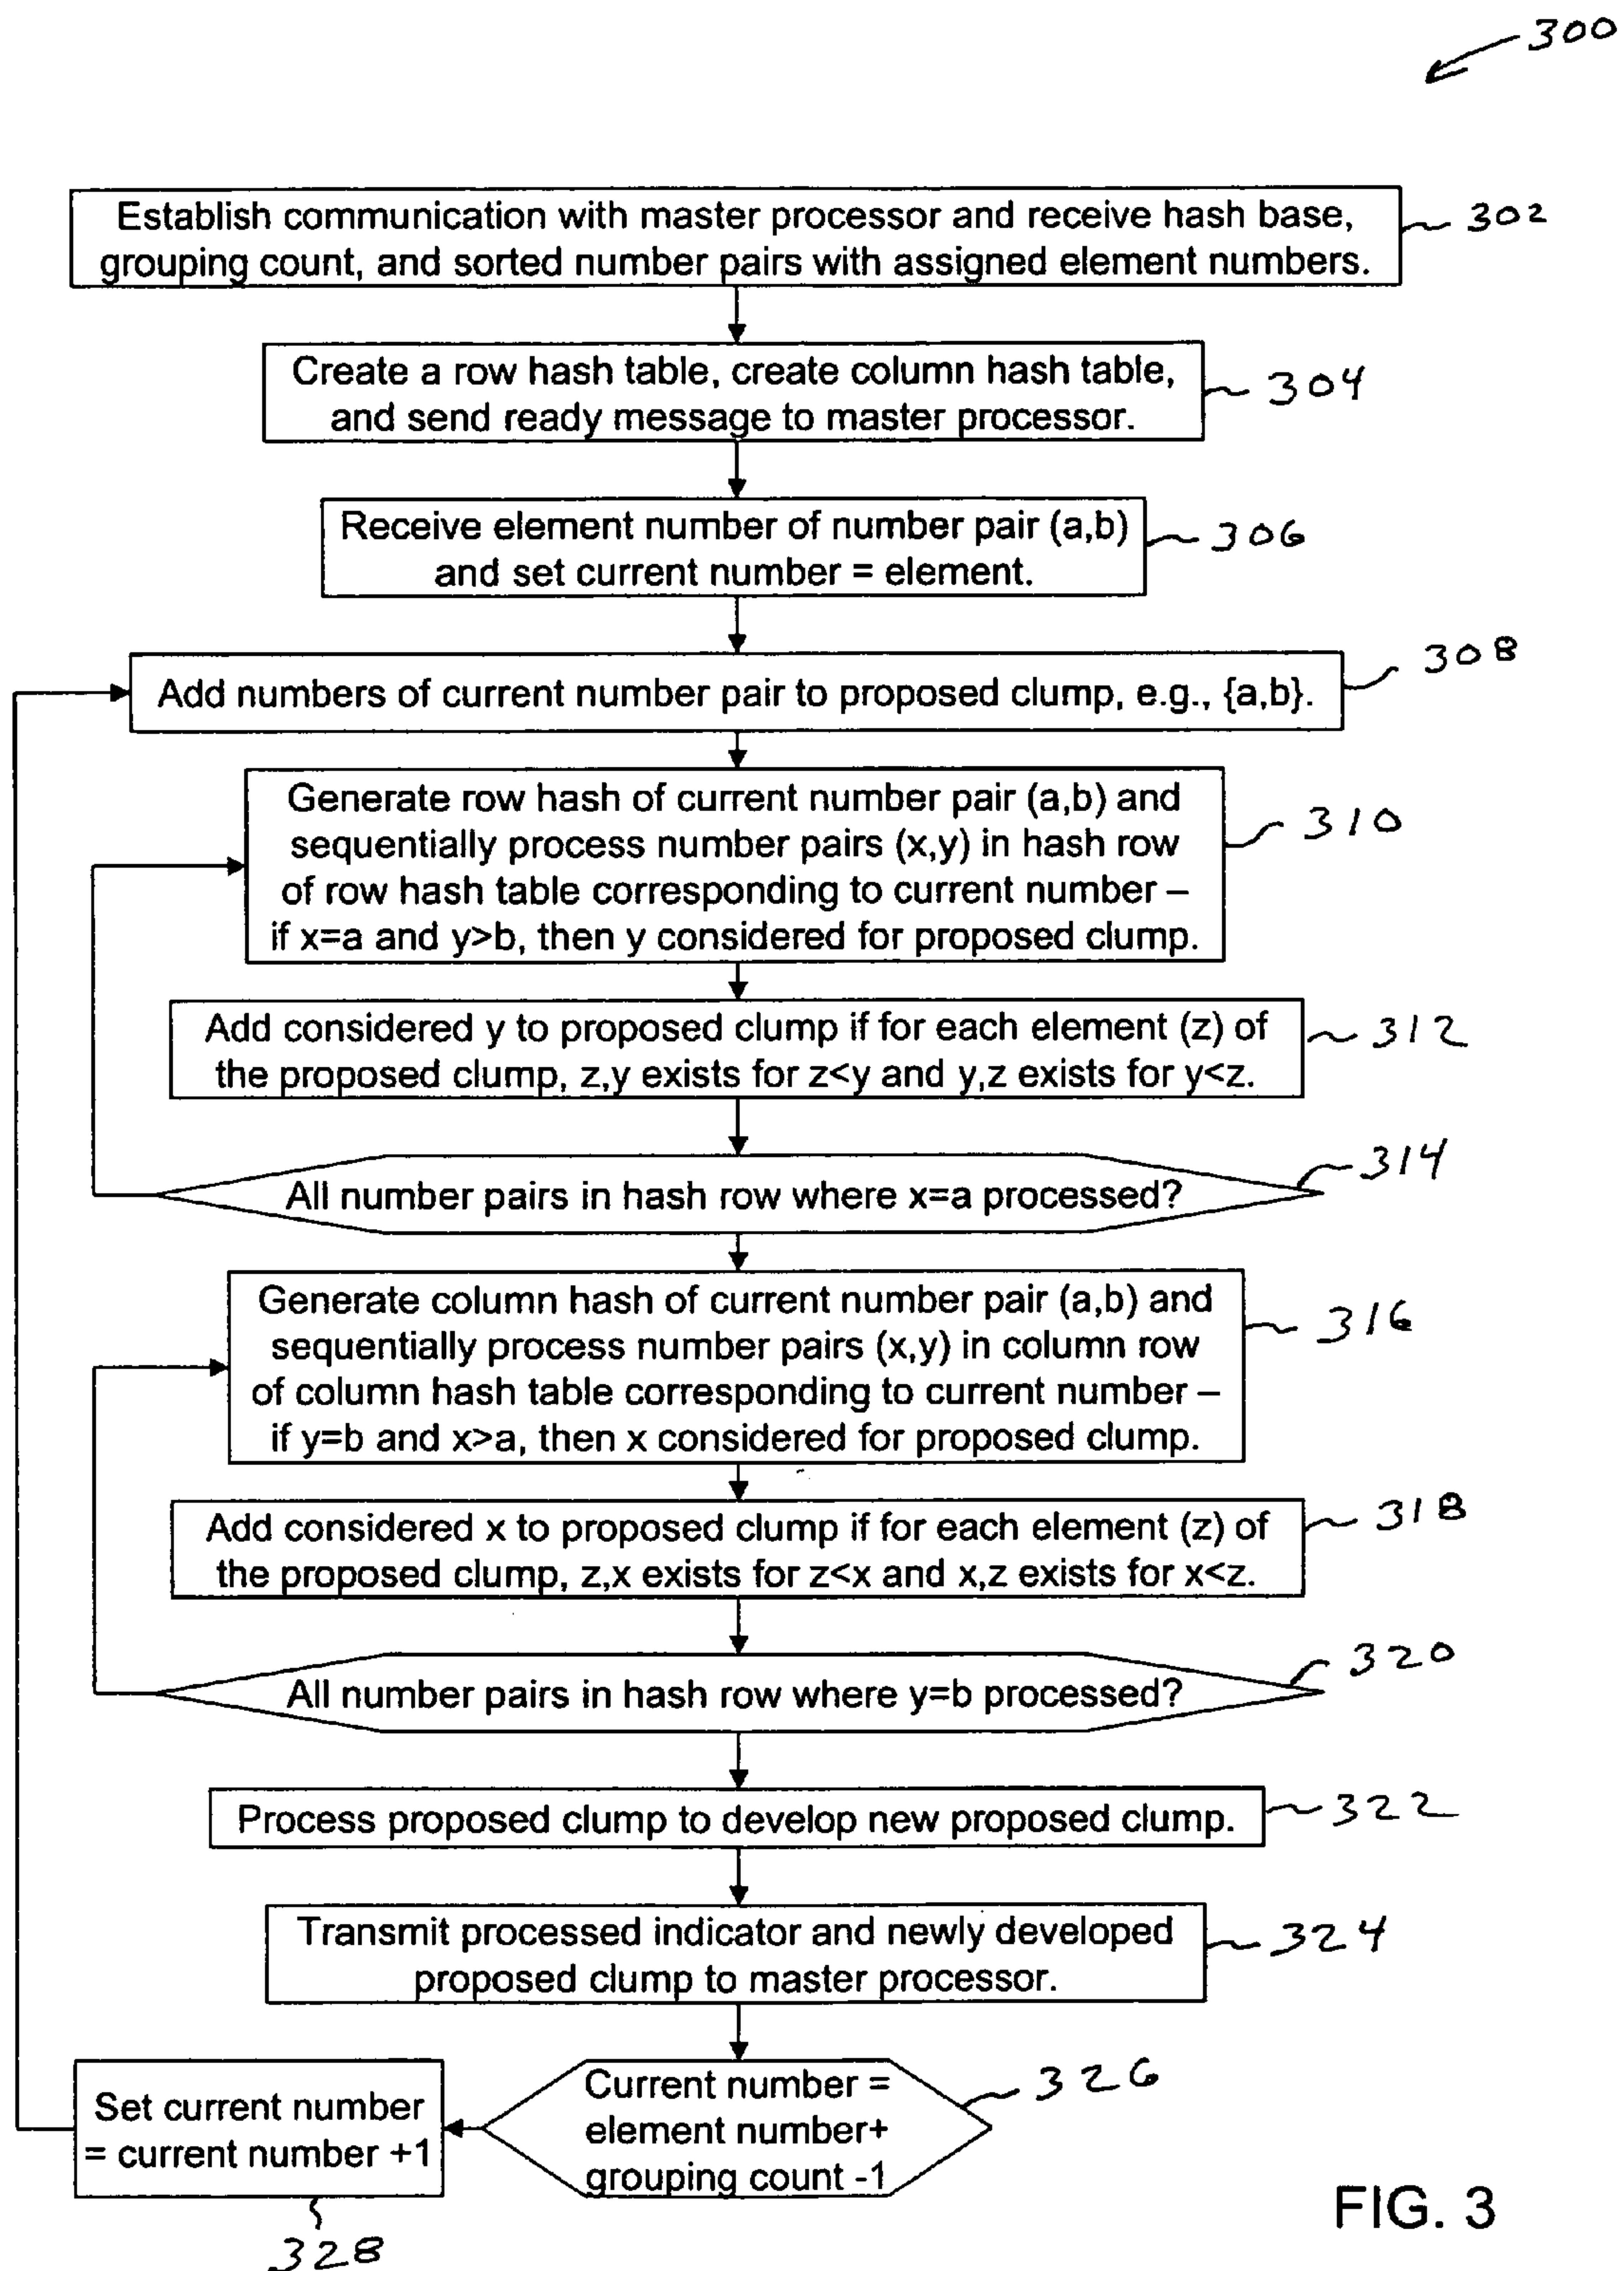 300
Establish communication with master processor and receive hash base,
grouping count, and sorted number pairs with assigned element numbers.
302
Create a row hash table, create column hash table,
and send ready message to master processor.
304
Receive element number of number pair (a,b)
and set current number = element.
306
Add numbers of current number pair to proposed clump, e.g., {a,b}.
308
Generate row hash of current number pair (a,b) and
sequentially process number pairs (x,y) in hash row
of row hash table corresponding to current number –
if x=a and y>b, then y considered for proposed clump.
310
Add considered y to proposed clump if for each element (z) of
the proposed clump, z,y exists for z<y and y,z exists for y<z.
312
All number pairs in hash row where x=a processed?
314
Generate column hash of current number pair (a,b) and
sequentially process number pairs (x,y) in column row
of column hash table corresponding to current number –
if y=b and x>a, then x considered for proposed clump.
316
Add considered x to proposed clump if for each element (z) of
the proposed clump, z,x exists for z<x and x,z exists for x<z.
318
All number pairs in hash row where y=b processed?
320
Process proposed clump to develop new proposed clump.
322
Transmit processed indicator and newly developed
proposed clump to master processor.
324
Current number =
element number+
grouping count -1
326
Set current number
= current number +1
328
FIG. 3